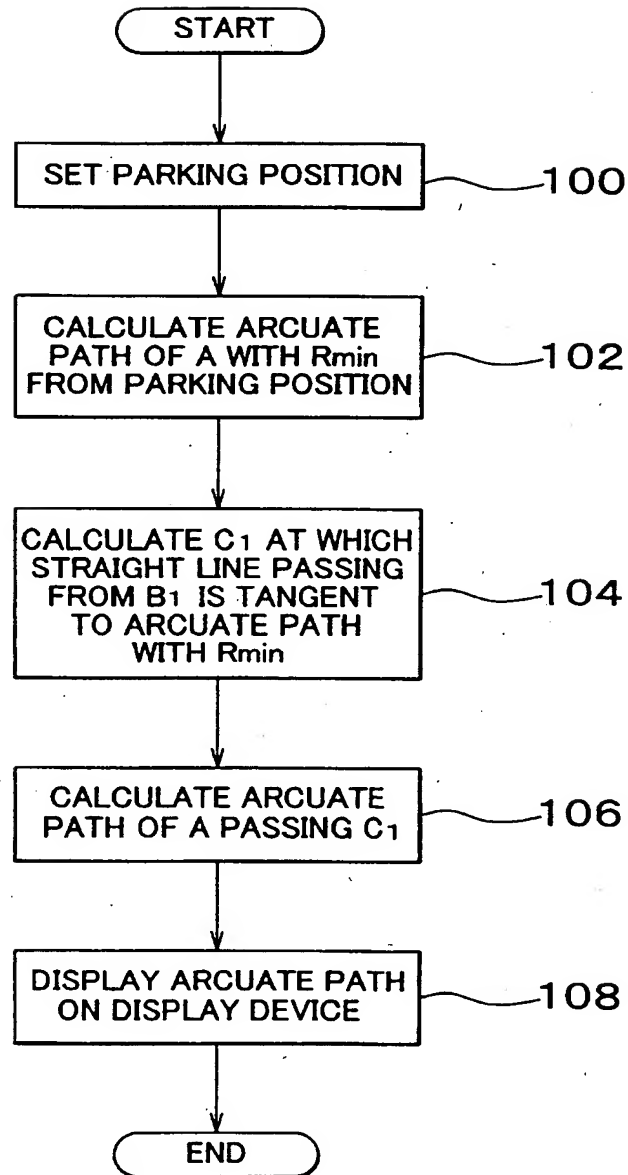 START
SET PARKING POSITION
100
CALCULATE ARCUATE
PATH OF A WITH Rmin
FROM PARKING POSITION
102
CALCULATE C1 AT WHICH
STRAIGHT LINE PASSING
FROM B1 IS TANGENT
TO ARCUATE PATH
WITH Rmin
104
CALCULATE ARCUATE
PATH OF A PASSING C1
106
DISPLAY ARCUATE PATH
ON DISPLAY DEVICE
108
END